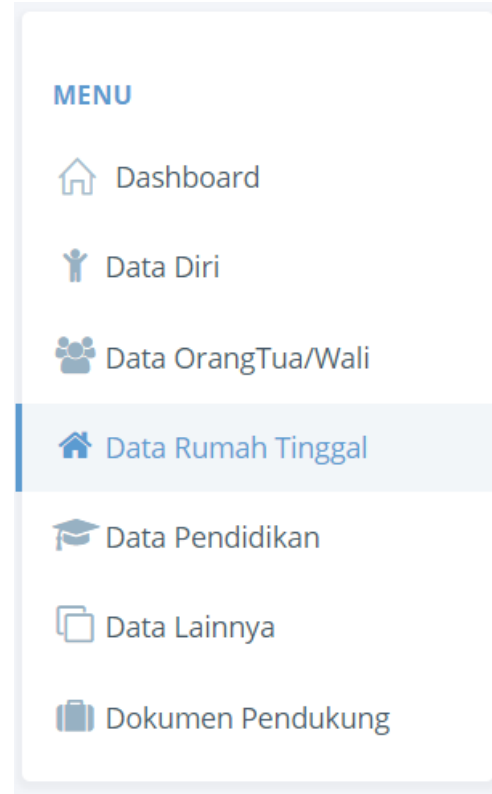 MENU
Dashboard
Data Diri
Data OrangTua/Wali
Data Rumah Tinggal
Data Pendidikan
Data Lainnya
Dokumen Pendukung